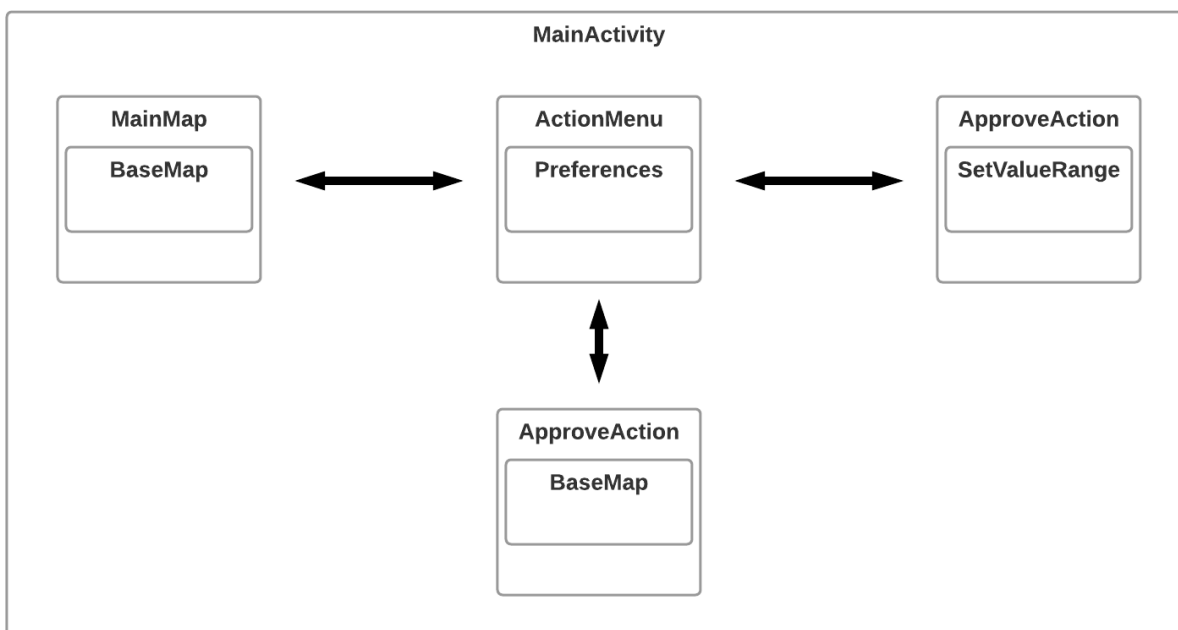 MainActivity
MainMap
BaseMap
ActionMenu
Preferences
ApproveAction
SetValueRange
ApproveAction
BaseMap